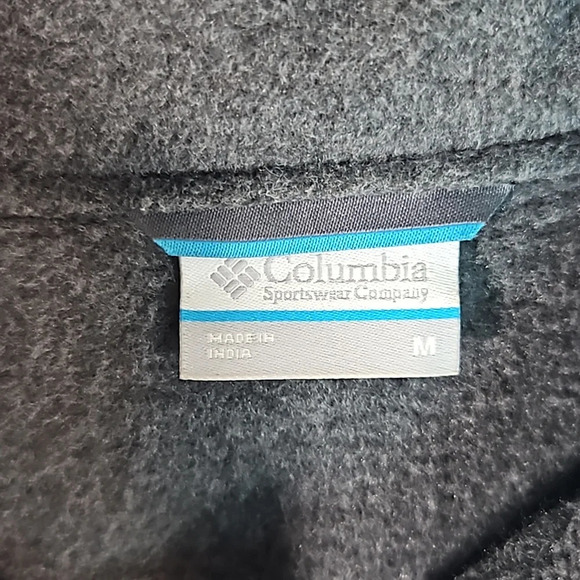 Columbia
Sportswear Company
MADE IN
INDIA
M